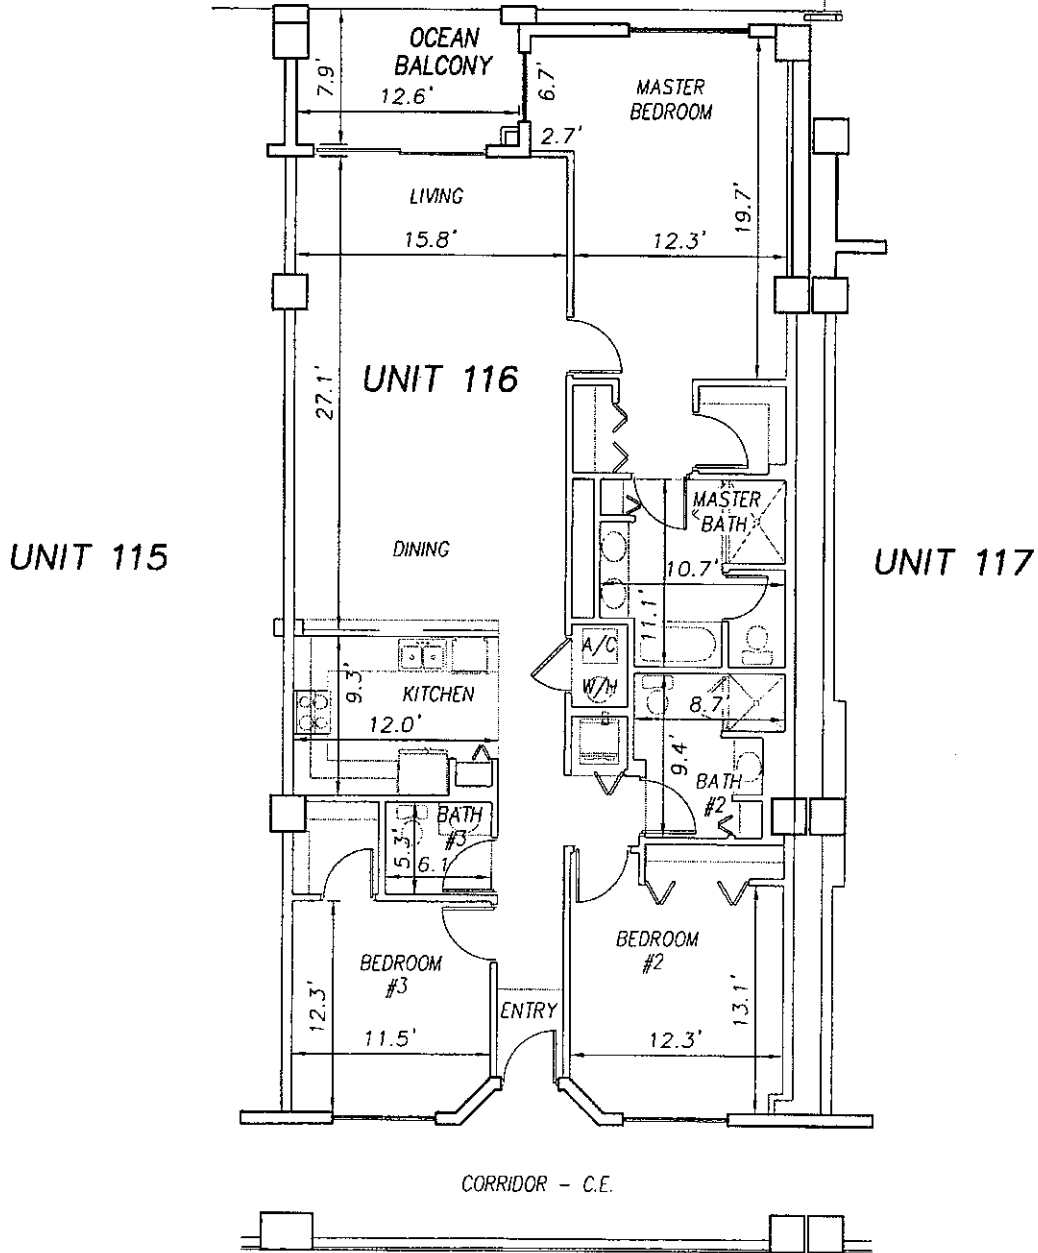 OCEAN
BALCONY
7.9'
12.6'
6.7'
2.7'
MASTER
BEDROOM
LIVING
15.8'
12.3'
19.7'
27.1'
UNIT 116
MASTER
BATH
UNIT 115
DINING
UNIT 117
10.7'
11.1'
A/C
W/H
9.3'
KITCHEN
12.0'
8.7'
9.4'
BATH
#2
BATH
#3
5.3'
6.1
BEDROOM
#3
BEDROOM
#2
12.3'
11.5'
ENTRY
12.3'
13.1'
CORRIDOR - C.E.